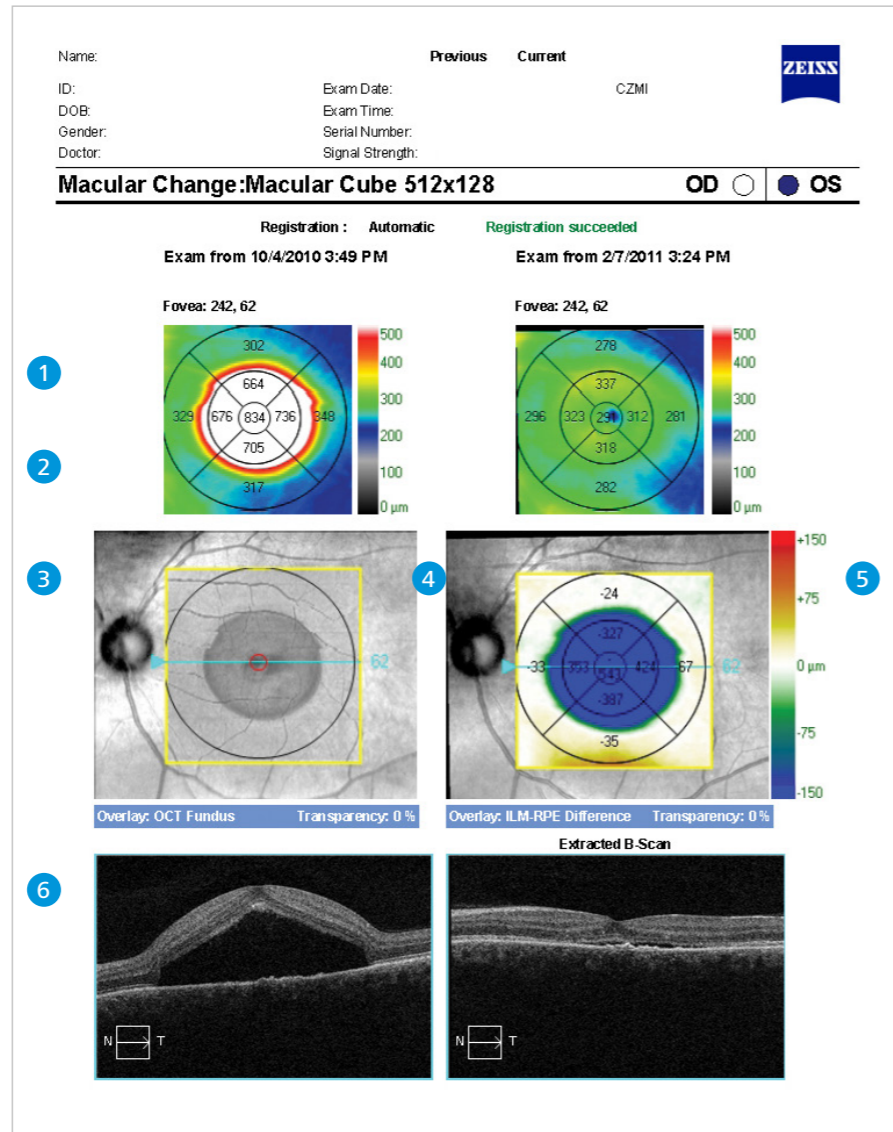 Name:
Previous Current
ZEISS
ID: Exam Date: CZMI
DOB: Exam Time:
Gender: Serial Number:
Doctor: Signal Strength:
Macular Change:Macular Cube 512x128 OD OS
Registration : Automatic Registration succeeded
Exam from 10/4/2010 3:49 PM Exam from 2/7/2011 3:24 PM
Fovea: 242, 62 Fovea: 242, 62
1
2
302
664
329 676 834 736 348
705
317
500
400
300
200
100
0 µm
278
337
296 323 291 312 281
318
282
500
400
300
200
100
0 µm
3
62
4
-24
-327
-33 -353 -543 -424 -67 62
-387
-35
5
+150
+75
0 µm
-75
-150
Overlay: OCT Fundus Transparency: 0 %
Overlay: ILM-RPE Difference Transparency: 0 %
Extracted B-Scan
6
N T
N T